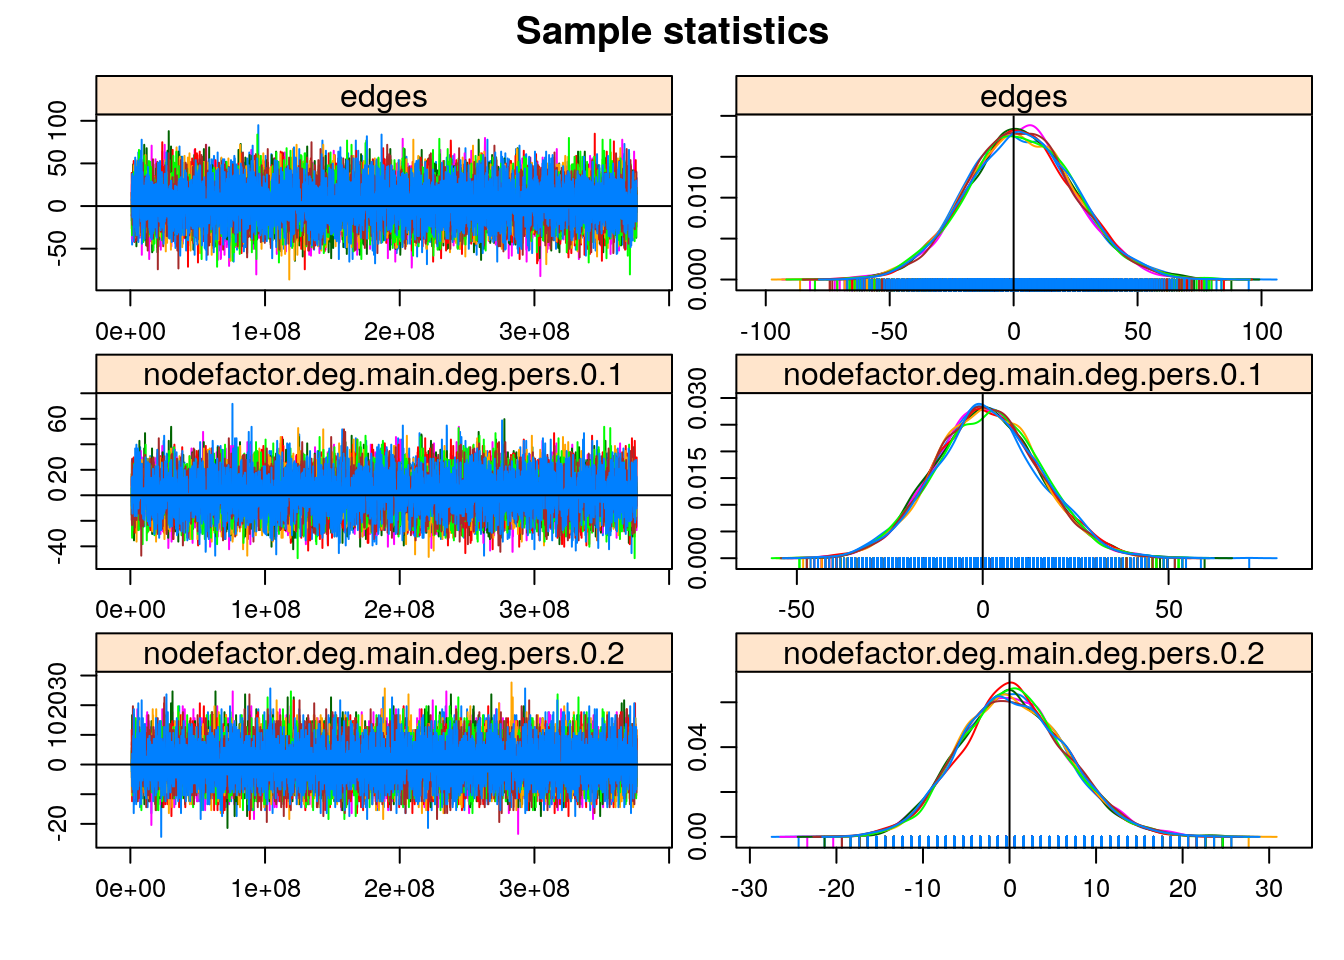 Sample statistics
edges
edges
-50 0 50 100
0.000 0.010
0e+00 1e+08 2e+08 3e+08
-100 -50 0 50 100
nodefactor.deg.main.deg.pers.0.1
nodefactor.deg.main.deg.pers.0.1
-40 0 20 60
0.000 0.015 0.030
0e+00 1e+08 2e+08 3e+08
-50 0 50
nodefactor.deg.main.deg.pers.0.2
nodefactor.deg.main.deg.pers.0.2
-20 0 10 20 30
0.00 0.04
0e+00 1e+08 2e+08 3e+08
-30 -20 -10 0 10 20 30